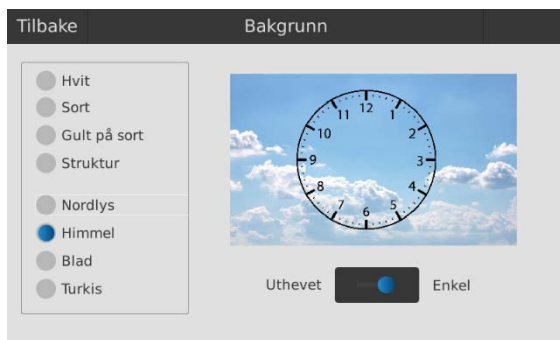 Tilbake Bakgrunn
Hvit
Sort
Gult på sort
Struktur
Nordlys
Himmel
Blad
Turkis
12
1
2
3
4
5
6
7
8
9
10
11
Uthevet Enkel